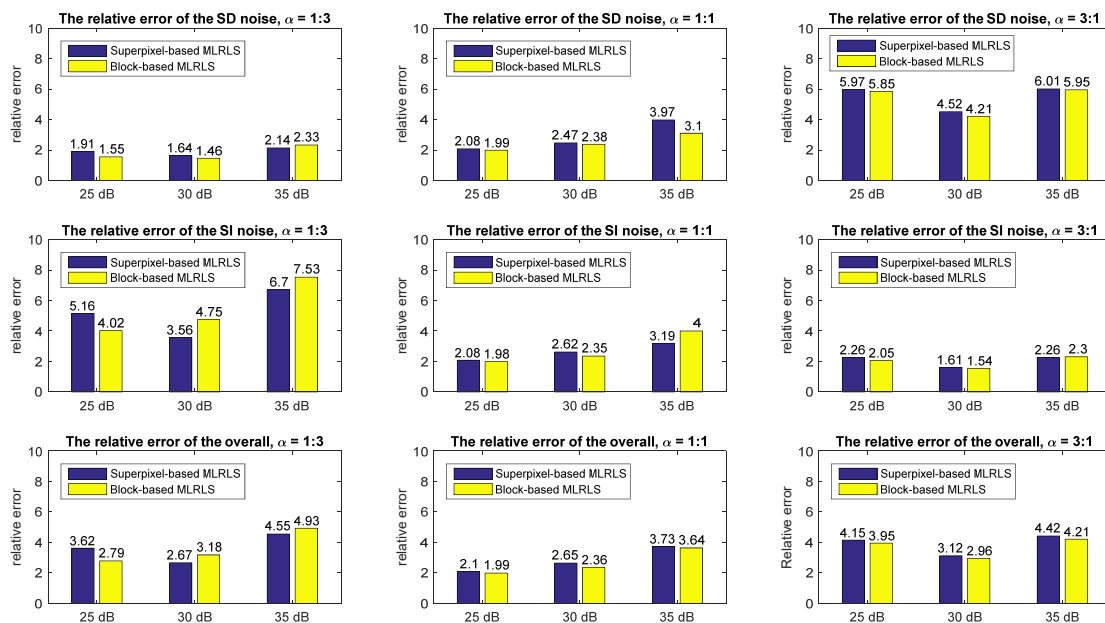 The relative error of the SD noise, α = 1:3
10
8
6
4
2
0
relative error
Superpixel-based MLRLS
Block-based MLRLS
1.91
1.55
1.64
1.46
2.14
2.33
25 dB
30 dB
35 dB
The relative error of the SD noise, α = 1:1
10
8
6
4
2
0
relative error
Superpixel-based MLRLS
Block-based MLRLS
2.08
1.99
2.47
2.38
3.97
3.1
25 dB
30 dB
35 dB
The relative error of the SD noise, α = 3:1
10
8
6
4
2
0
relative error
Superpixel-based MLRLS
Block-based MLRLS
5.97
5.85
4.52
4.21
6.01
5.95
25 dB
30 dB
35 dB
The relative error of the SI noise, α = 1:3
10
8
6
4
2
0
relative error
Superpixel-based MLRLS
Block-based MLRLS
5.16
4.02
3.56
4.75
6.7
7.53
25 dB
30 dB
35 dB
The relative error of the SI noise, α = 1:1
10
8
6
4
2
0
relative error
Superpixel-based MLRLS
Block-based MLRLS
2.08
1.98
2.62
2.35
3.19
4
25 dB
30 dB
35 dB
The relative error of the SI noise, α = 3:1
10
8
6
4
2
0
relative error
Superpixel-based MLRLS
Block-based MLRLS
2.26
2.05
1.61
1.54
2.26
2.3
25 dB
30 dB
35 dB
The relative error of the overall, α = 1:3
10
8
6
4
2
0
relative error
Superpixel-based MLRLS
Block-based MLRLS
3.62
2.79
2.67
3.18
4.55
4.93
25 dB
30 dB
35 dB
The relative error of the overall, α = 1:1
10
8
6
4
2
0
relative error
Superpixel-based MLRLS
Block-based MLRLS
2.1
1.99
2.65
2.36
3.73
3.64
25 dB
30 dB
35 dB
The relative error of the overall, α = 3:1
10
8
6
4
2
0
Relative error
Superpixel-based MLRLS
Block-based MLRLS
4.15
3.95
3.12
2.96
4.42
4.21
25 dB
30 dB
35 dB